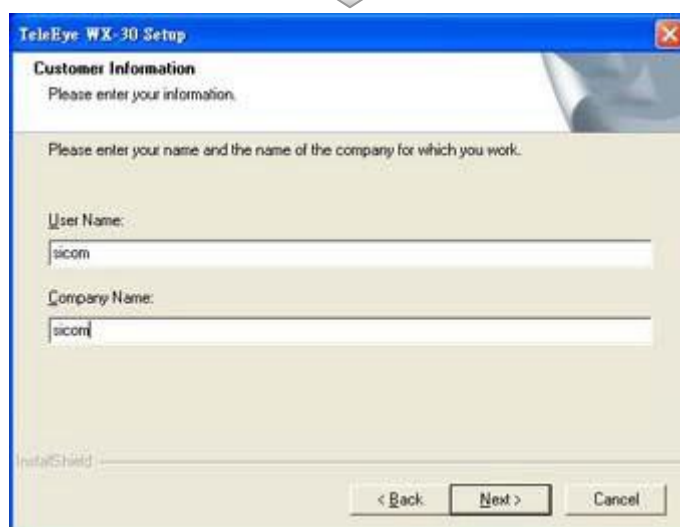 TeleEye WX-30 Setup
Customer Information
Please enter your information.
Please enter your name and the name of the company for which you work.
User Name:
sicom
Company Name:
sicom
InstallShield
< Back
Next >
Cancel